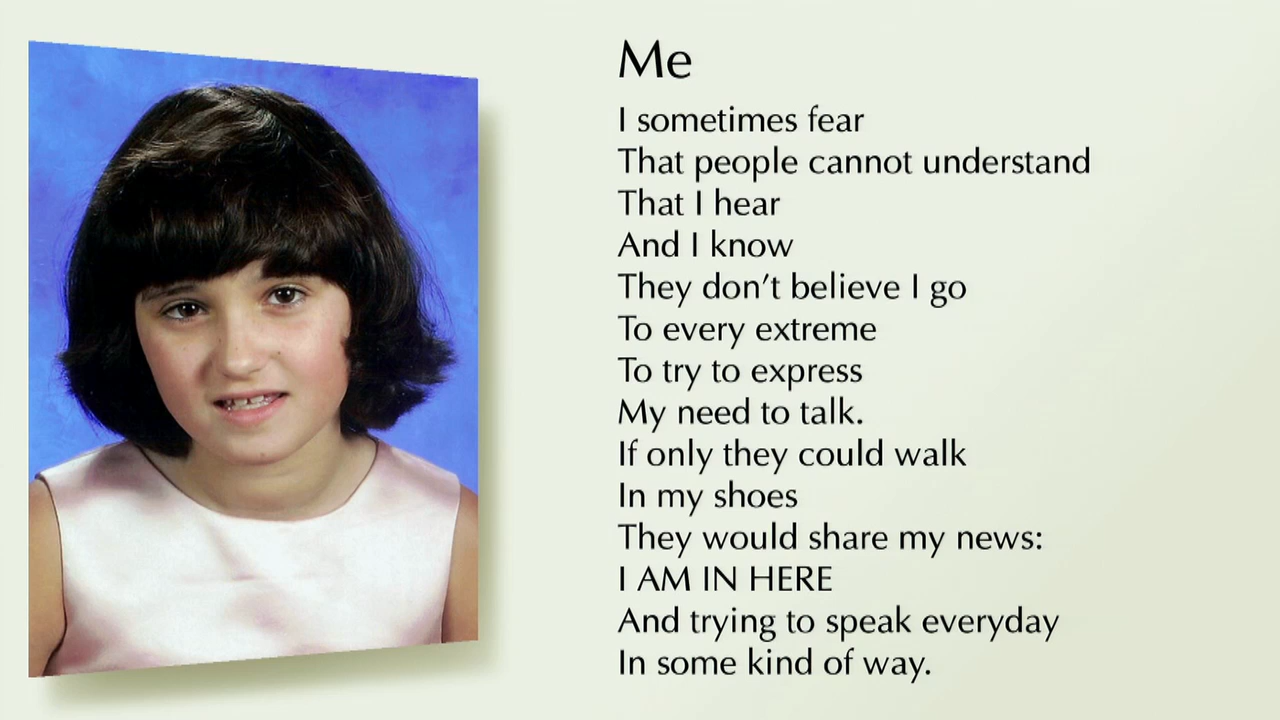 Me
I sometimes fear
That people cannot understand
That I hear
And I know
They don’t believe I go
To every extreme
To try to express
My need to talk.
If only they could walk
In my shoes
They would share my news:
I AM IN HERE
And trying to speak everyday
In some kind of way.